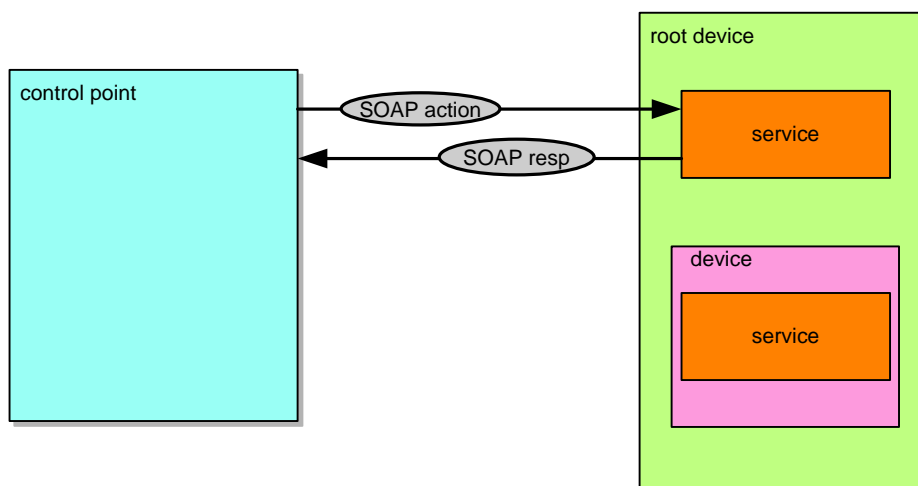 root device
control point
SOAP action
service
SOAP resp
device
service